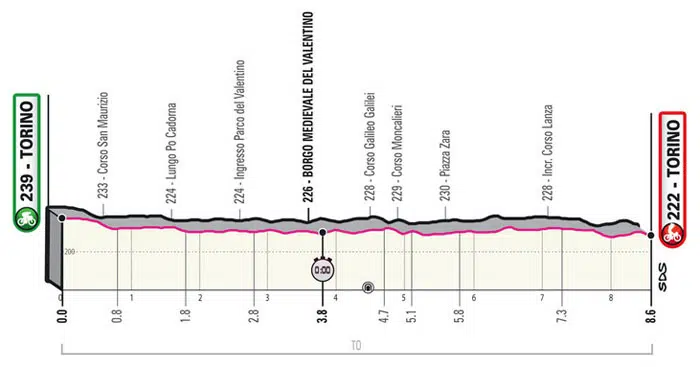 239 - TORINO
233 - Corso San Maurizio
224 - Lungo Po Cadorna
224 - Ingresso Parco del Valentino
226 - BORGO MEDIEVALE DEL VALENTINO
228 - Corso Galileo Galilei
229 - Corso Moncalieri
230 - Piazza Zara
228 - Incr. Corso Lanza
222 - TORINO
200
0:00
SDS
0 1 2 3 4 5 6 7 8
0.0 0.8 1.8 2.8 3.8 4.7 5.1 5.8 7.3 8.6
TO